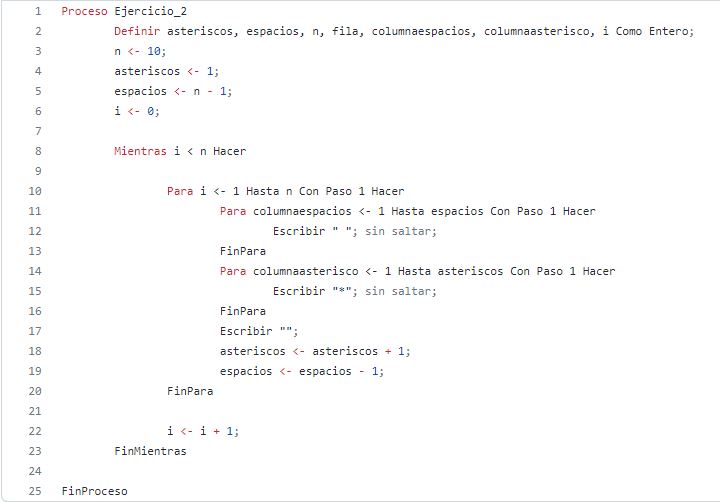 1 Proceso Ejercicio_2
2 Definir asteriscos, espacios, n, fila, columnaespacios, columnaasterisco, i Como Entero;
3 n <- 10;
4 asteriscos <- 1;
5 espacios <- n - 1;
6 i <- 0;
7
8 Mientras i < n Hacer
9
10 Para i <- 1 Hasta n Con Paso 1 Hacer
11 Para columnaespacios <- 1 Hasta espacios Con Paso 1 Hacer
12 Escribir " "; sin saltar;
13 FinPara
14 Para columnaasterisco <- 1 Hasta asteriscos Con Paso 1 Hacer
15 Escribir "*"; sin saltar;
16 FinPara
17 Escribir "";
18 asteriscos <- asteriscos + 1;
19 espacios <- espacios - 1;
20 FinPara
21
22 i <- i + 1;
23 FinMientras
24
25 FinProceso